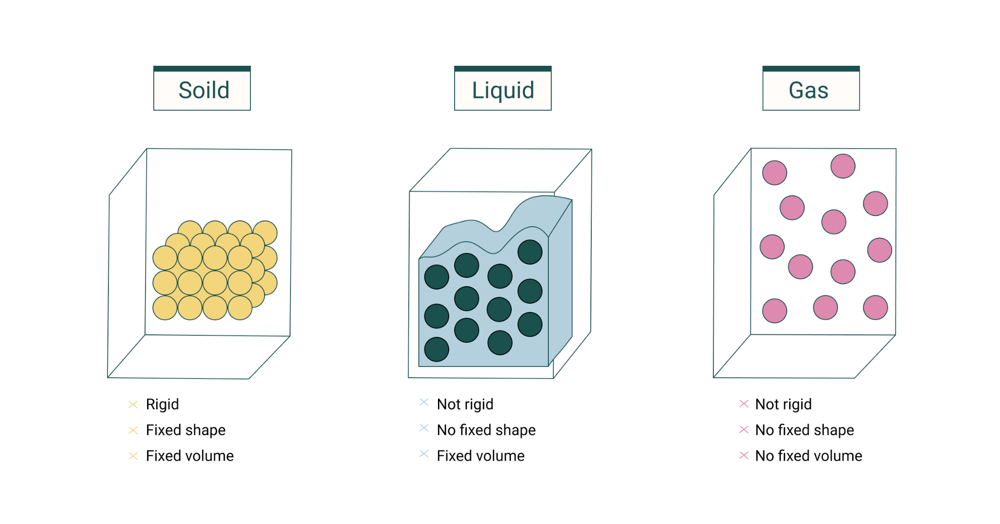 Soild
Liquid
Gas
Rigid
Fixed shape
Fixed volume
Not rigid
No fixed shape
Fixed volume
Not rigid
No fixed shape
No fixed volume